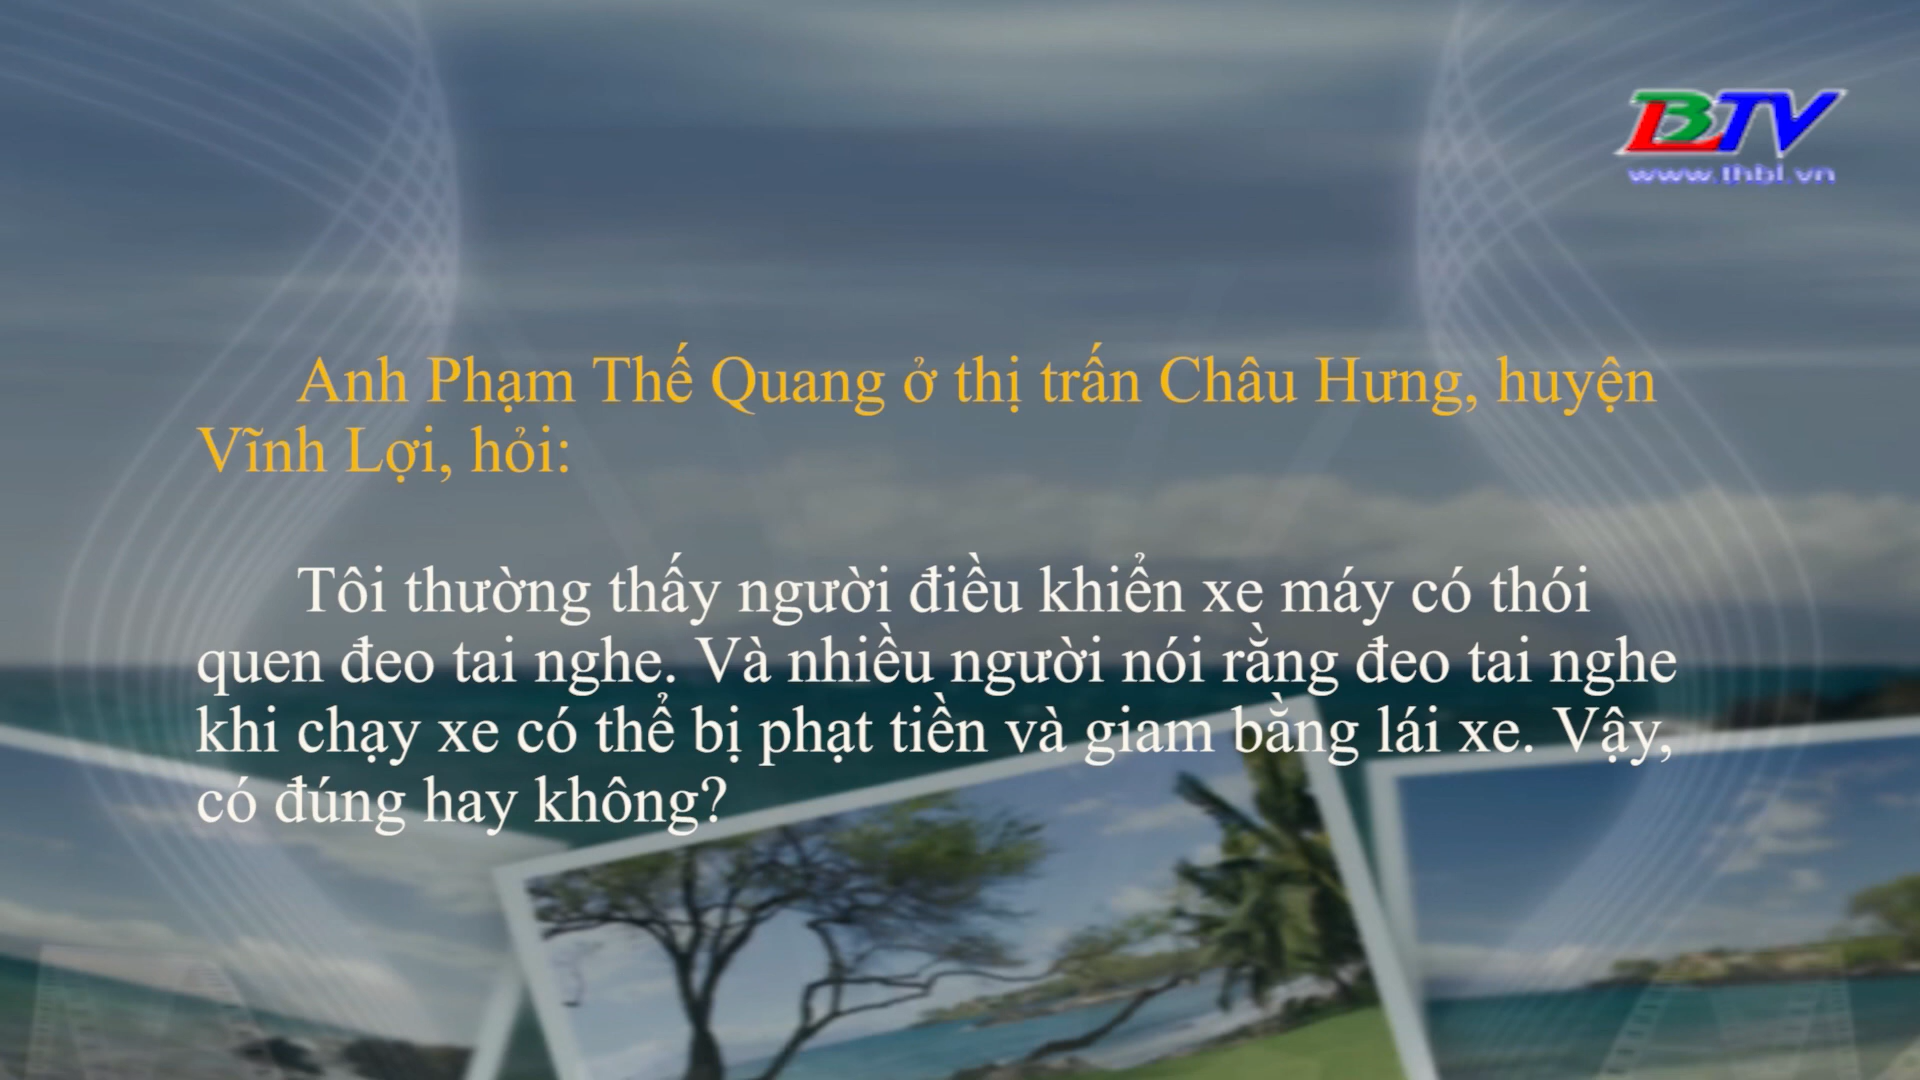 BTV
www.thbl.vn
Anh Phạm Thế Quang ở thị trấn Châu Hưng, huyện
Vĩnh Lợi, hỏi:
Tôi thường thấy người điều khiển xe máy có thói
quen đeo tai nghe. Và nhiều người nói rằng đeo tai nghe
khi chạy xe có thể bị phạt tiền và giam bằng lái xe. Vậy,
có đúng hay không?